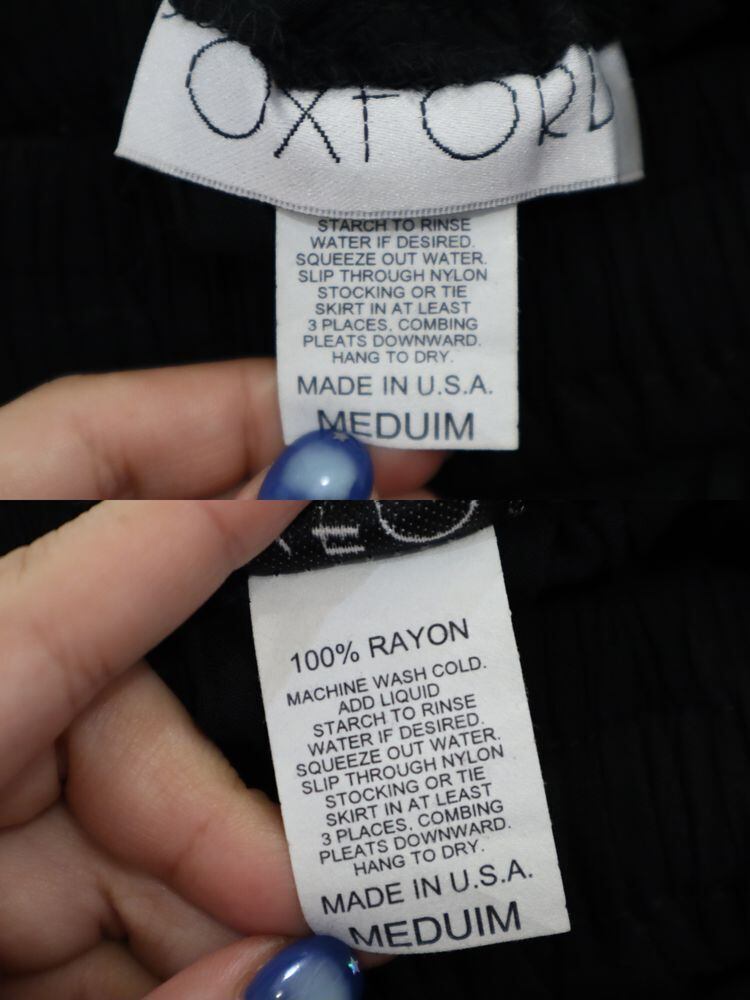 OXFORD
STARCH TO RINSE
WATER IF DESIRED.
SQUEEZE OUT WATER.
SLIP THROUGH NYLON
STOCKING OR TIE
SKIRT IN AT LEAST
3 PLACES, COMBING
PLEATS DOWNWARD.
HANG TO DRY.
MADE IN U.S.A.
MEDUIM
100% RAYON
MACHINE WASH COLD.
ADD LIQUID
STARCH TO RINSE
WATER IF DESIRED.
SQUEEZE OUT WATER.
SLIP THROUGH NYLON
STOCKING OR TIE
SKIRT IN AT LEAST
3 PLACES, COMBING
PLEATS DOWNWARD.
HANG TO DRY.
MADE IN U.S.A.
MEDUIM